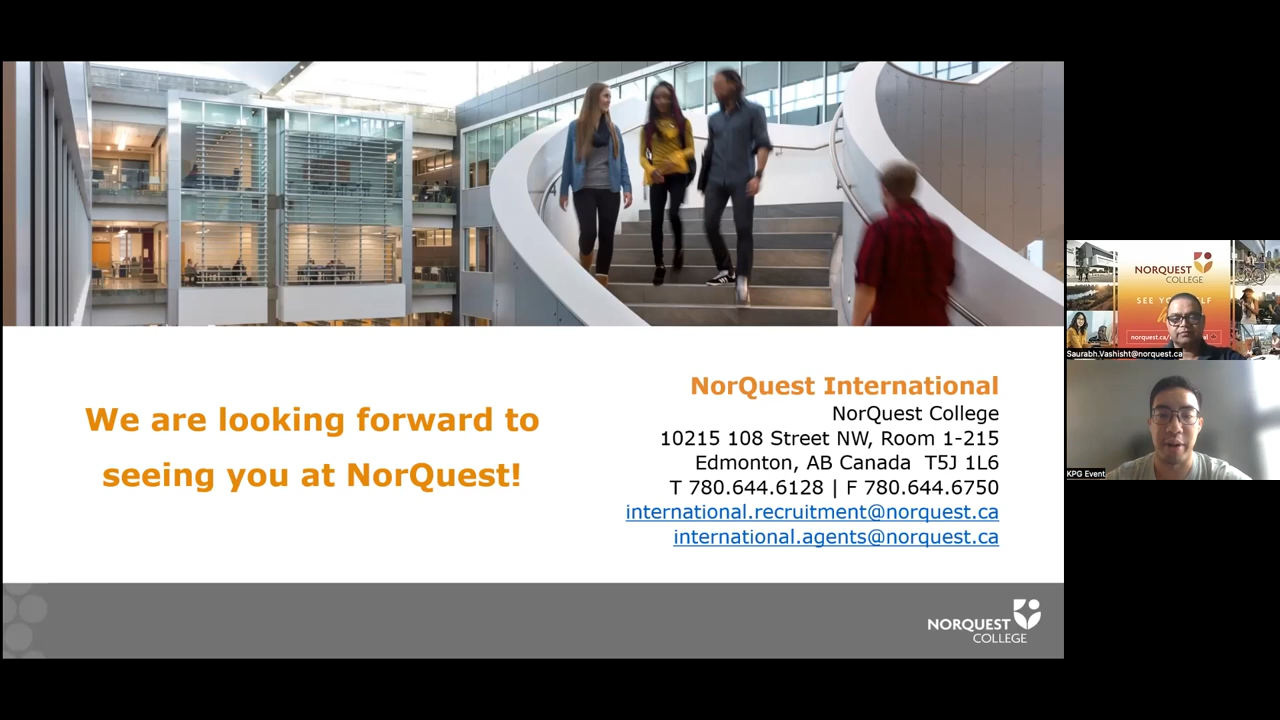 We are looking forward to
seeing you at NorQuest!
NorQuest International
NorQuest College
10215 108 Street NW, Room 1-215
Edmonton, AB Canada T5J 1L6
T 780.644.6128 | F 780.644.6750
international.recruitment@norquest.ca
international.agents@norquest.ca
NORQUEST
COLLEGE
NORQUEST
COLLEGE
SEE
Saurabh.Vashisht@norquest.ca
KPG Event